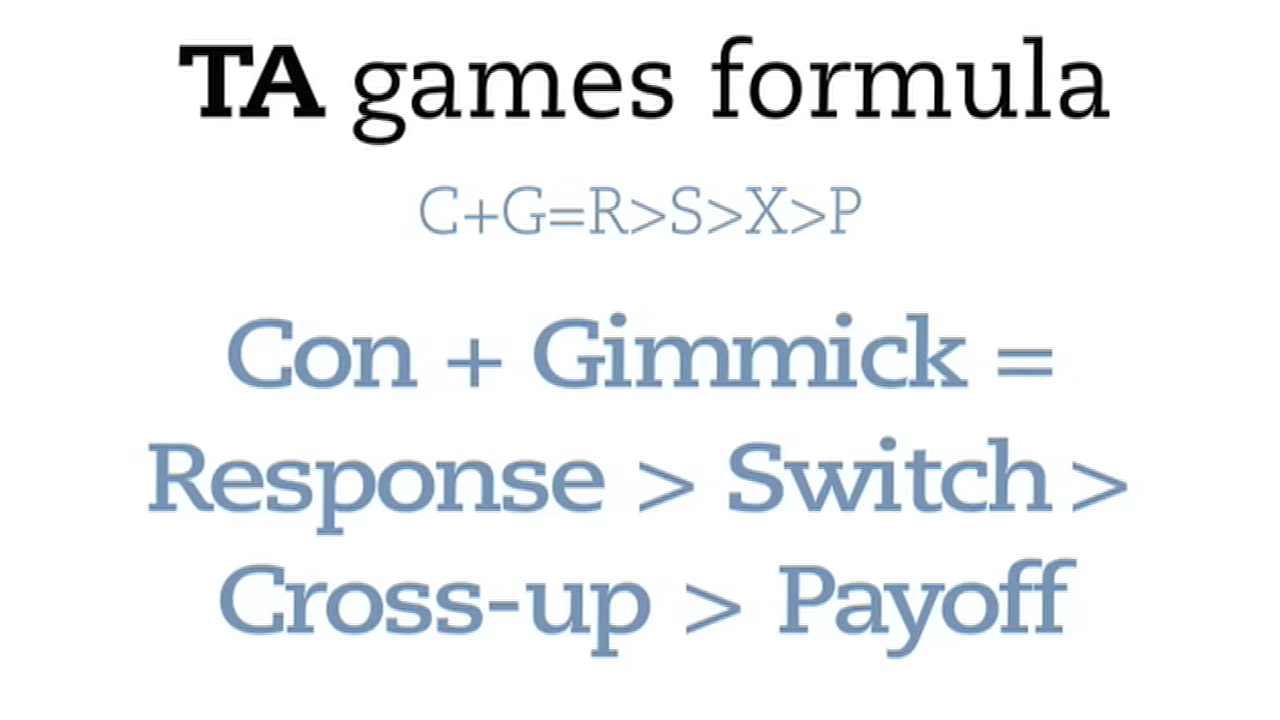 TA games formula
C+G=R>S>X>P
Con + Gimmick =
Response > Switch >
Cross-up > Payoff